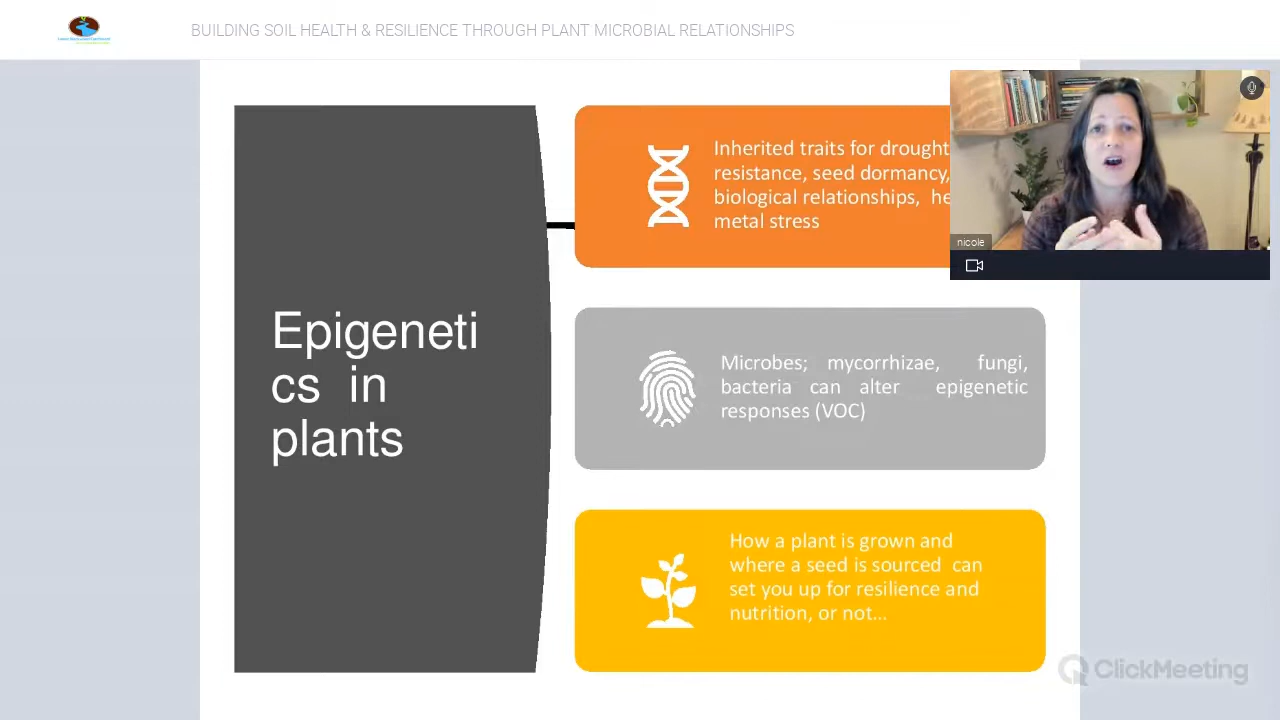 BUILDING SOIL HEALTH & RESILIENCE THROUGH PLANT MICROBIAL RELATIONSHIPS
Epigeneti
cs in
plants
Inherited traits for drought
resistance, seed dormancy,
biological relationships, he
metal stress
nicole
Microbes; mycorrhizae, fungi,
bacteria can alter epigenetic
responses (VOC)
How a plant is grown and
where a seed is sourced can
set you up for resilience and
nutrition, or not…
ClickMeeting